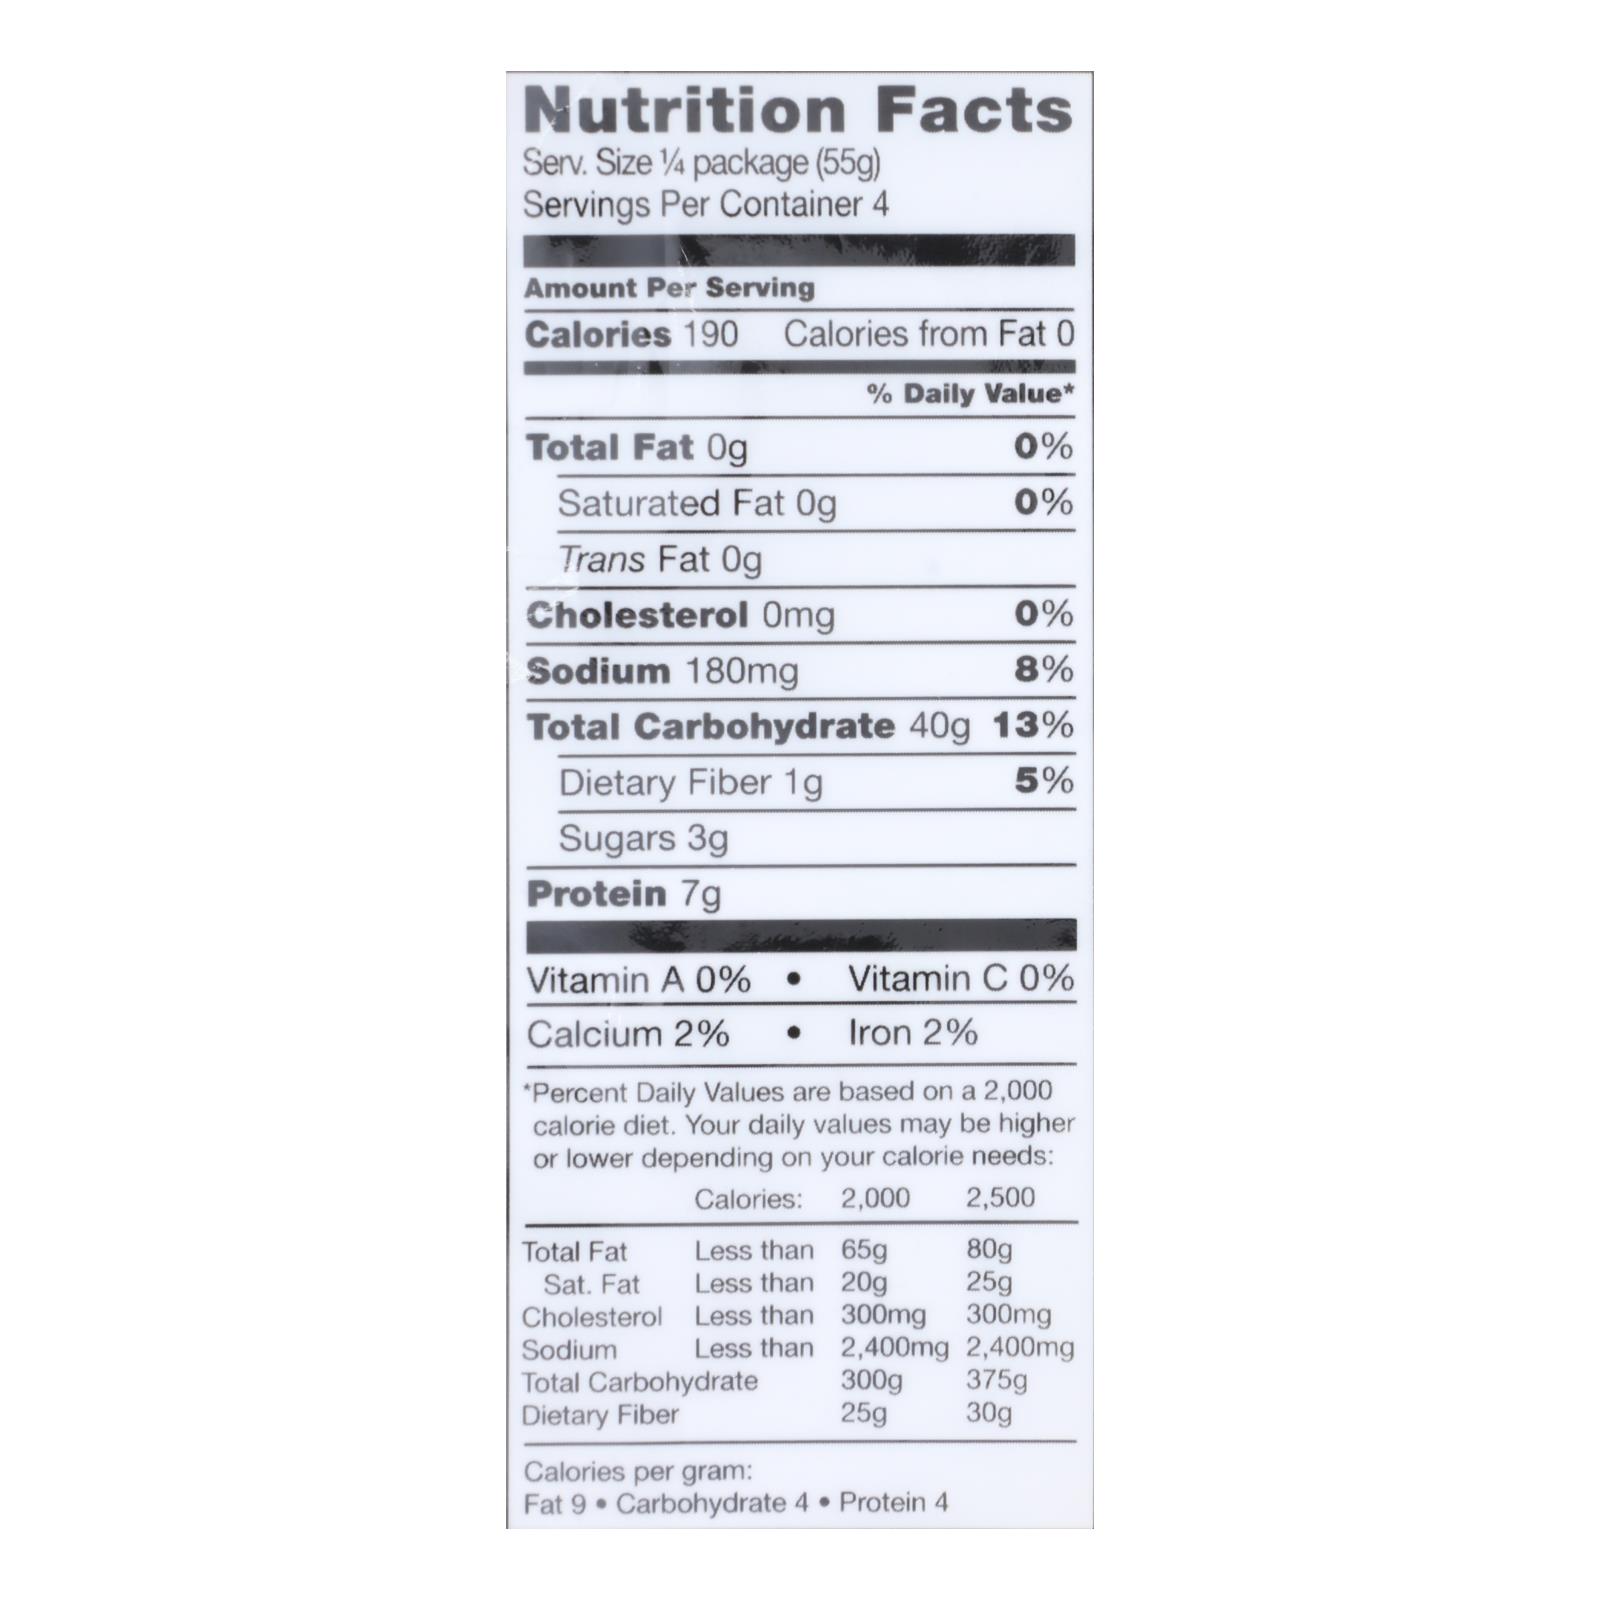 Nutrition Facts
Serv. Size ¼ package (55g)
Servings Per Container 4
Amount Per Serving
Calories 190 Calories from Fat 0
% Daily Value*
Total Fat 0g 0%
Saturated Fat 0g 0%
Trans Fat 0g
Cholesterol 0mg 0%
Sodium 180mg 8%
Total Carbohydrate 40g 13%
Dietary Fiber 1g 5%
Sugars 3g
Protein 7g
Vitamin A 0% • Vitamin C 0%
Calcium 2% • Iron 2%
*Percent Daily Values are based on a 2,000
calorie diet. Your daily values may be higher
or lower depending on your calorie needs:
Calories: 2,000 2,500
Total Fat Less than 65g 80g
Sat. Fat Less than 20g 25g
Cholesterol Less than 300mg 300mg
Sodium Less than 2,400mg 2,400mg
Total Carbohydrate 300g 375g
Dietary Fiber 25g 30g
Calories per gram:
Fat 9 • Carbohydrate 4 • Protein 4